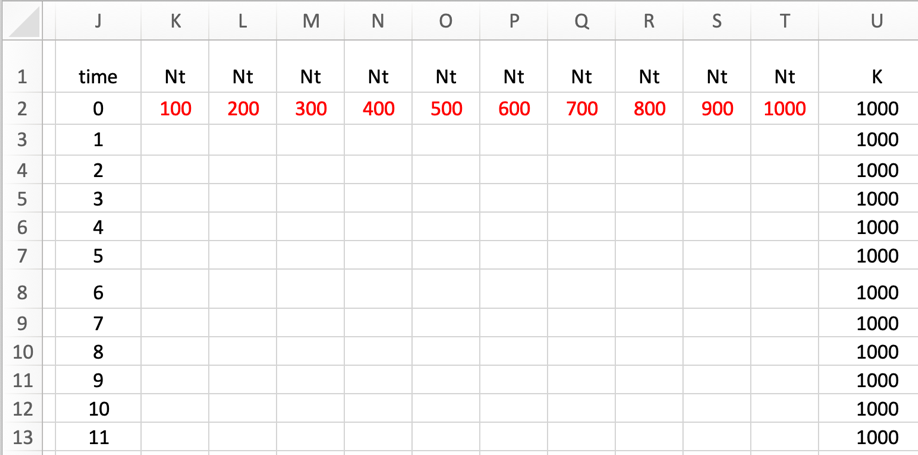 J K L M N O P Q R S T U
1 time Nt Nt Nt Nt Nt Nt Nt Nt Nt Nt K
2 0 100 200 300 400 500 600 700 800 900 1000 1000
3 1 1000
4 2 1000
5 3 1000
6 4 1000
7 5 1000
8 6 1000
9 7 1000
10 8 1000
11 9 1000
12 10 1000
13 11 1000